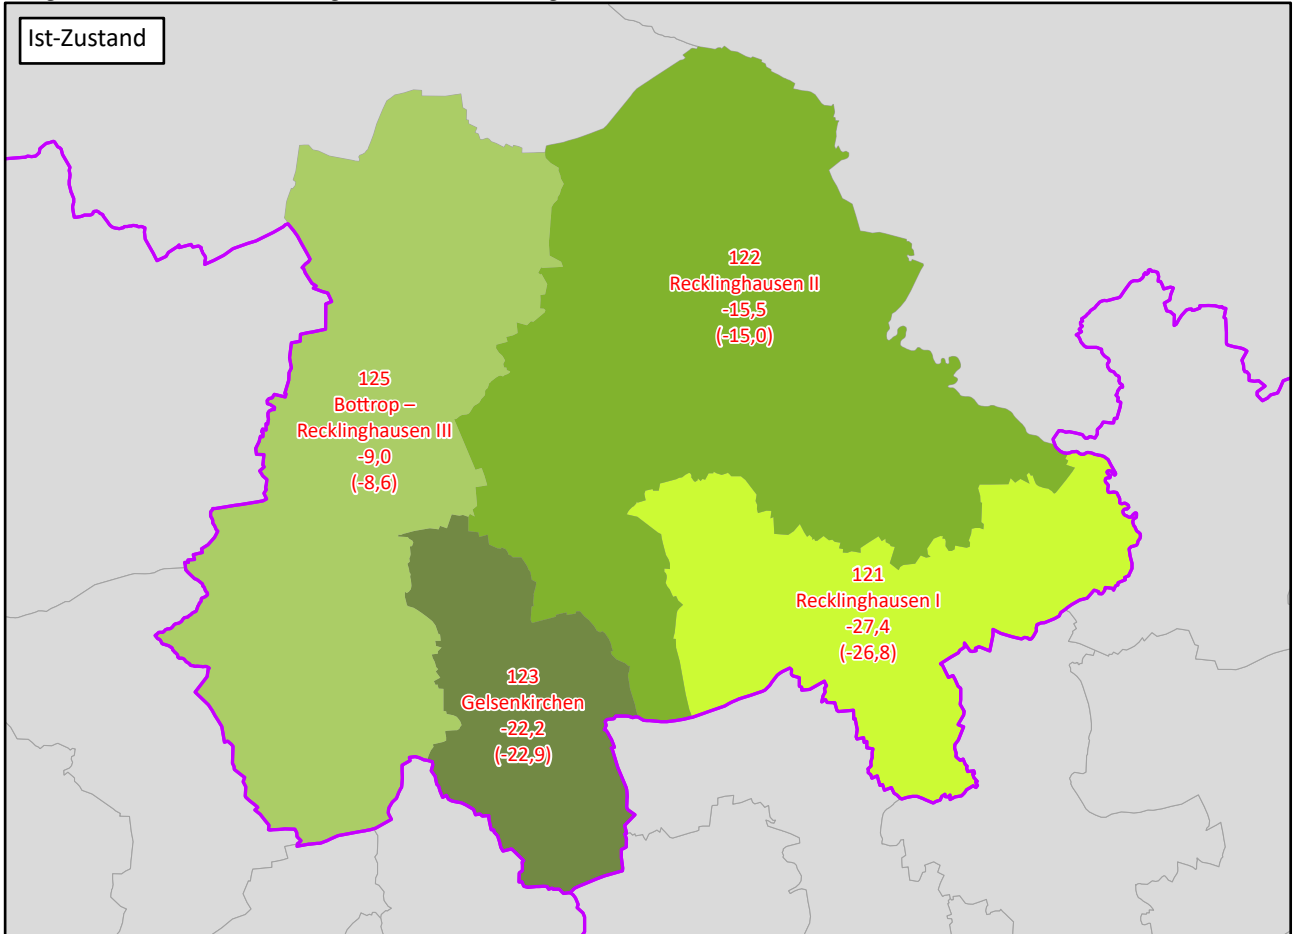 Ist-Zustand
122
Recklinghausen II
-15,5
(-15,0)
125
Bottrop –
Recklinghausen III
-9,0
(-8,6)
121
Recklinghausen I
-27,4
(-26,8)
123
Gelsenkirchen
-22,2
(-22,9)